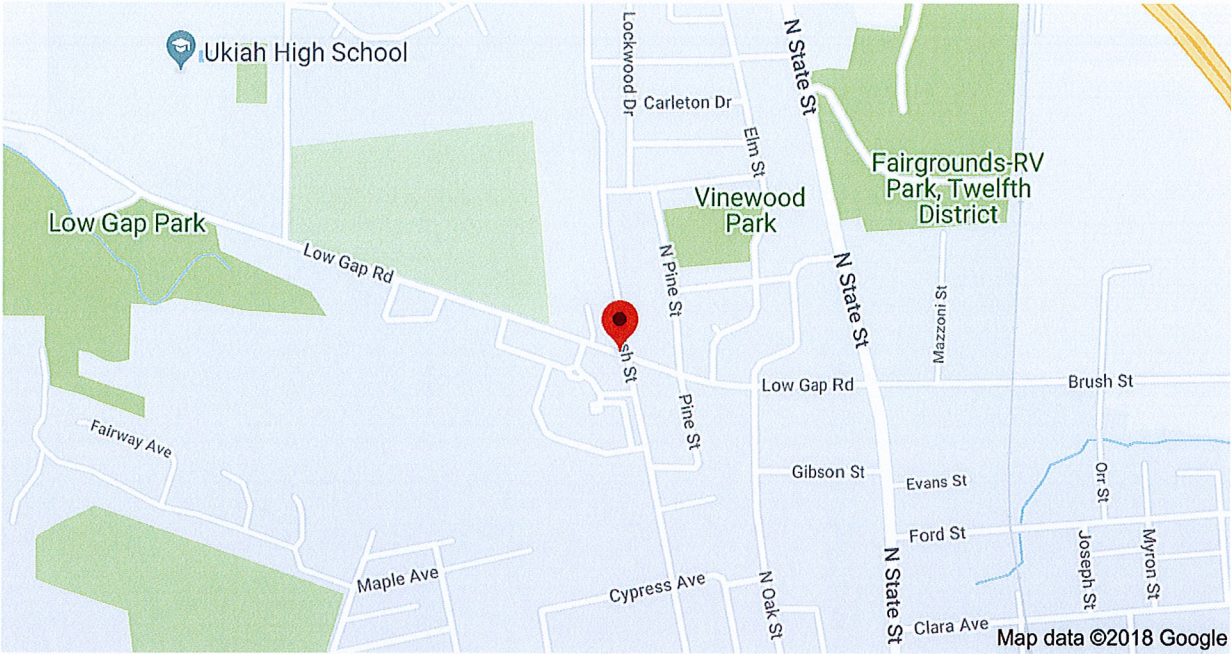 Ukiah High School
Lockwood Dr
N State St
Carleton Dr
Elm St
Fairgrounds-RV
Park, Twelfth
District
Vinewood
Park
Low Gap Park
Low Gap Rd
N Pine St
N State St
Mazzoni St
sh St
Low Gap Rd
Brush St
Pine St
Fairway Ave
Gibson St
Evans St
Orr St
Ford St
Joseph St
Myron St
Maple Ave
Cypress Ave
N Oak St
N State St
Clara Ave
Map data ©2018 Google